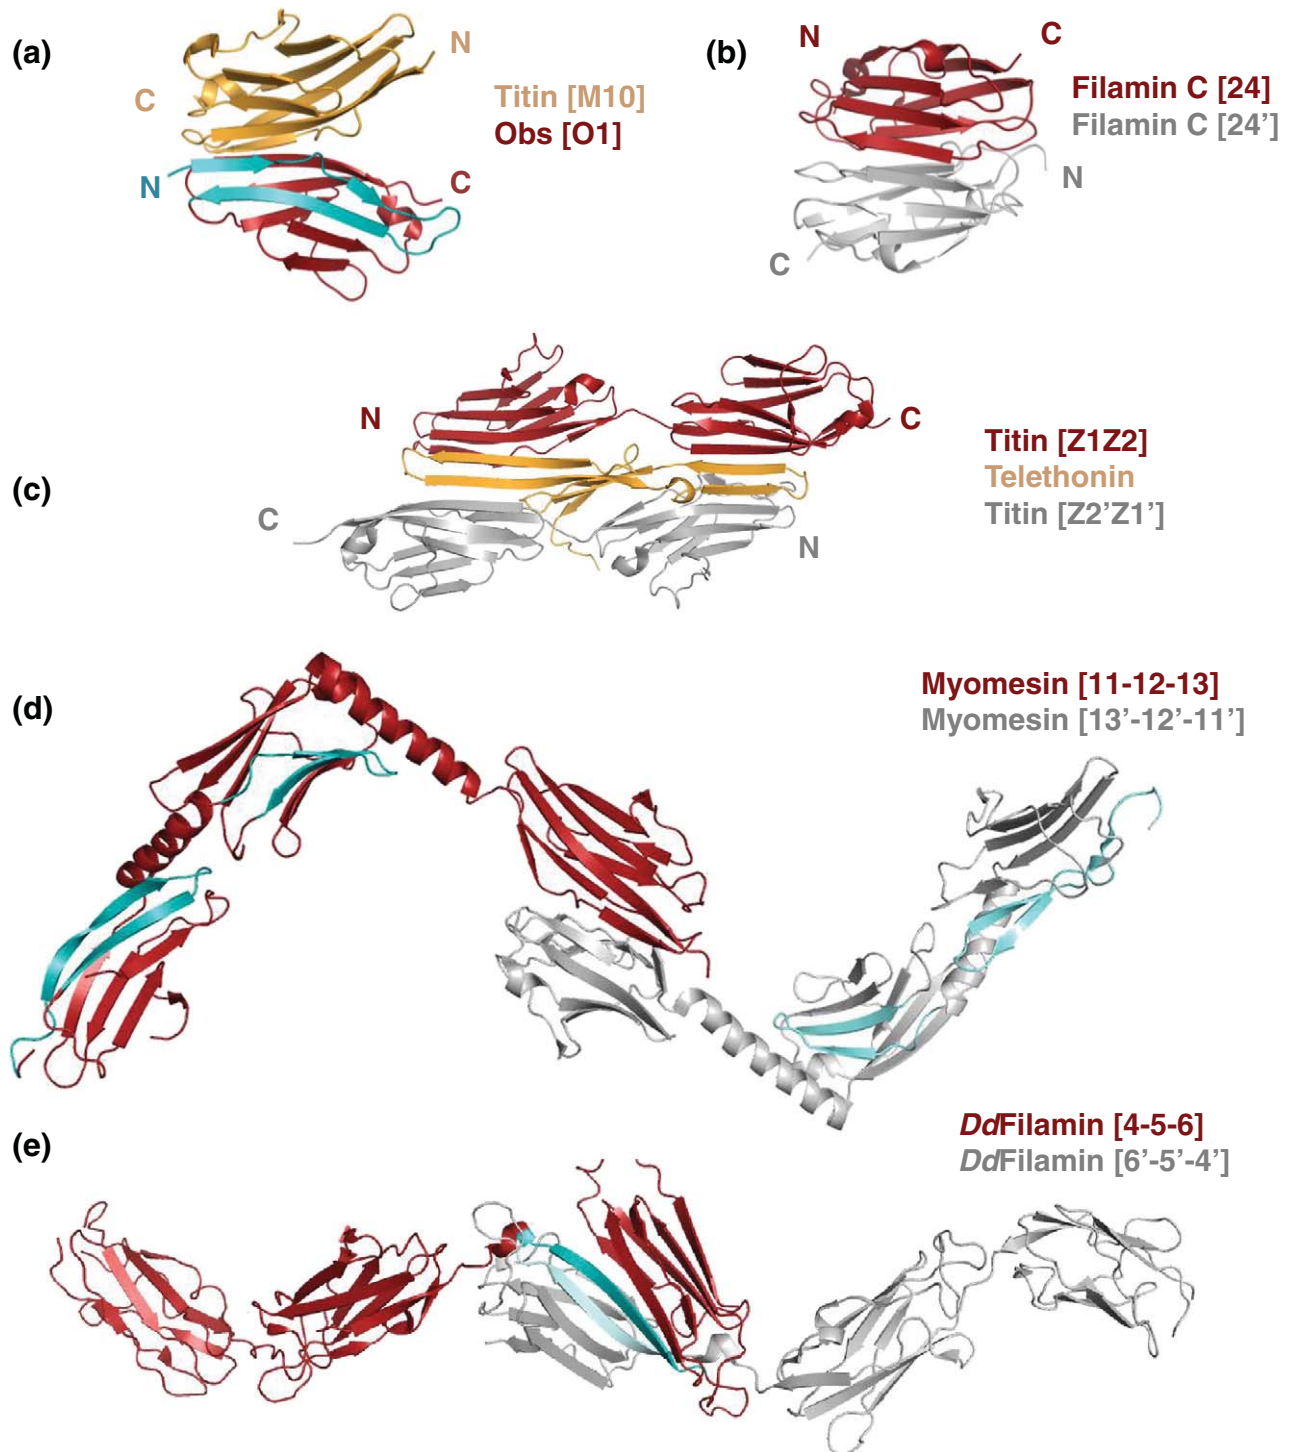 (a)
N
C
Titin [M10]
Obs [O1]
N
C
(b)
N
C
Filamin C [24]
Filamin C [24’]
N
C
(c)
N
C
Titin [Z1Z2]
Telethonin
Titin [Z2’Z1’]
C
N
(d)
Myomesin [11-12-13]
Myomesin [13’-12’-11’]
(e)
DdFilamin [4-5-6]
DdFilamin [6’-5’-4’]